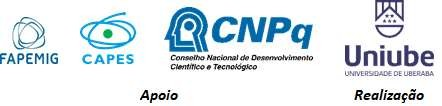 FAPEMIG
CAPES
CNPq
Conselho Nacional de Desenvolvimento
Científico e Tecnológico
Uniube
UNIVERSIDADE DE UBERABA
Apoio
Realização